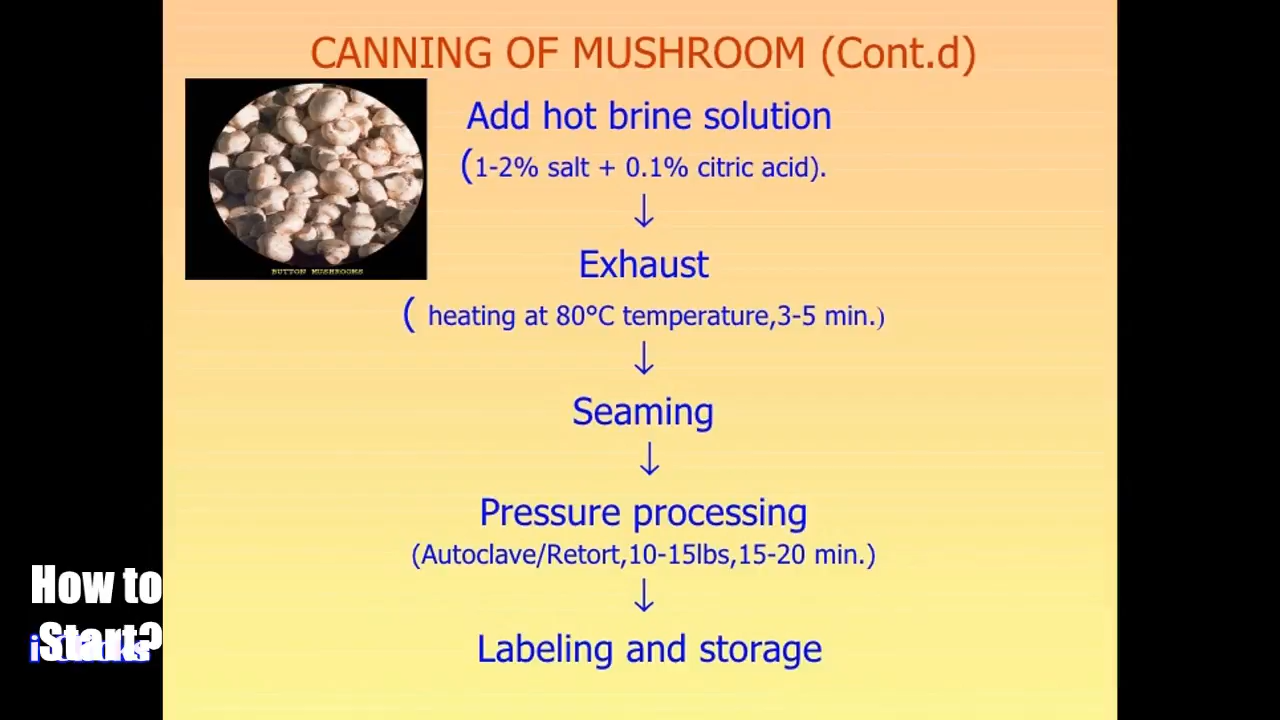 CANNING OF MUSHROOM (Cont.d)
Add hot brine solution
(1-2% salt + 0.1% citric acid).
↓
Exhaust
( heating at 80°C temperature,3-5 min.)
↓
Seaming
↓
Pressure processing
(Autoclave/Retort,10-15lbs,15-20 min.)
↓
Labeling and storage
BUTTON MUSHROOMS
How to
Start?